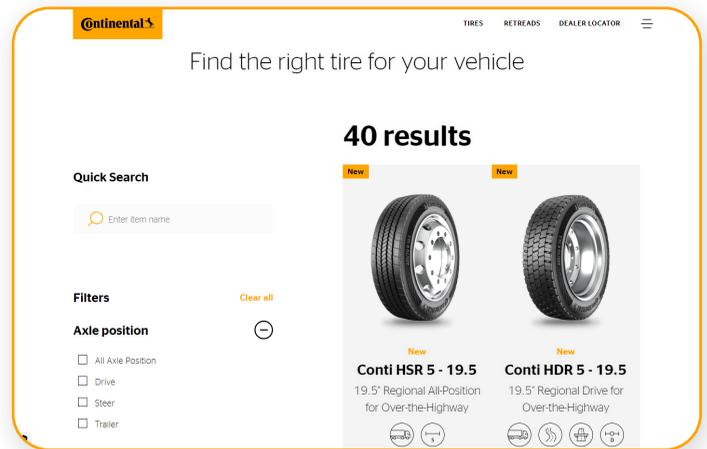 Continental
TIRES RETREADS DEALER LOCATOR
Find the right tire for your vehicle
40 results
Quick Search
Enter item name
Filters Clear all
Axle position
All Axle Position
Drive
Steer
Trailer
New
New
New
Conti HSR 5 - 19.5
19.5" Regional All-Position
for Over-the-Highway
S
New
Conti HDR 5 - 19.5
19.5" Regional Drive for
Over-the-Highway
D